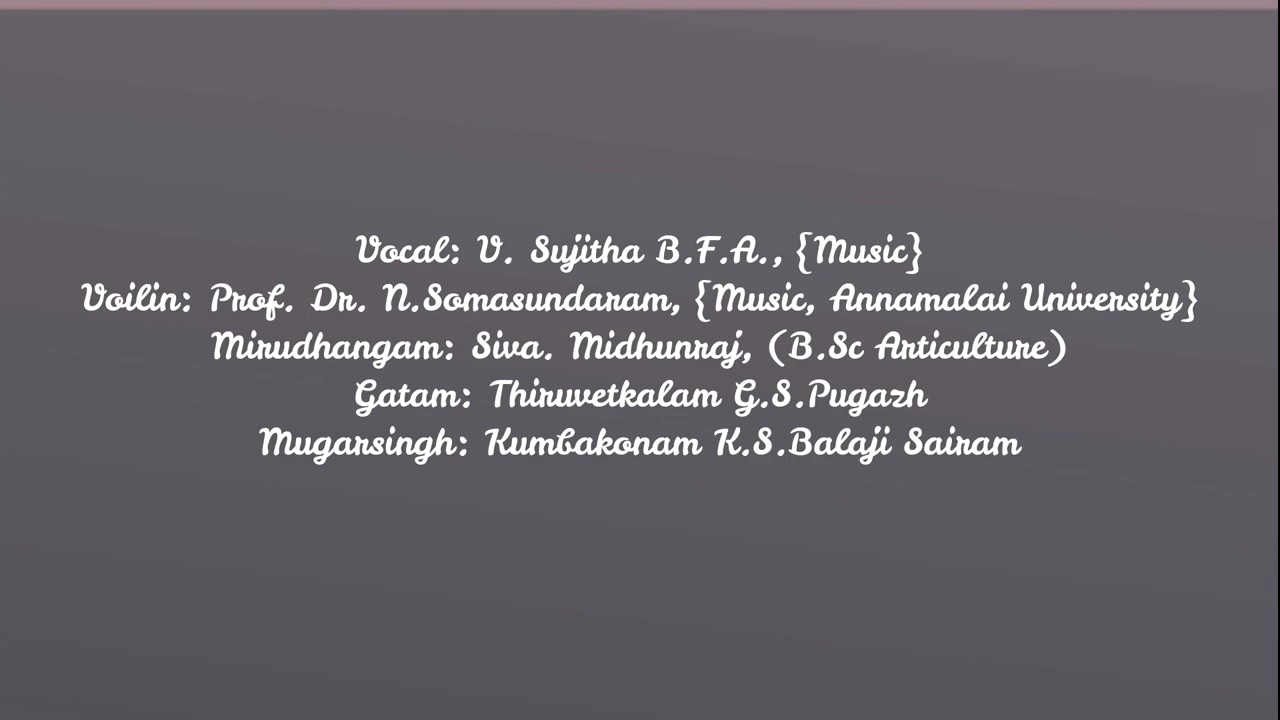 Vocal: V. Sujitha B.F.A., {Music}
Voilin: Prof. Dr. N.Somasundaram, {Music, Annamalai University}
Mirudhangam: Siva. Midhunraj, (B.Sc Articulture)
Gatam: Thiruvetkalam G.S.Pugazh
Mugarsingh: Kumbakonam K.S.Balaji Sairam